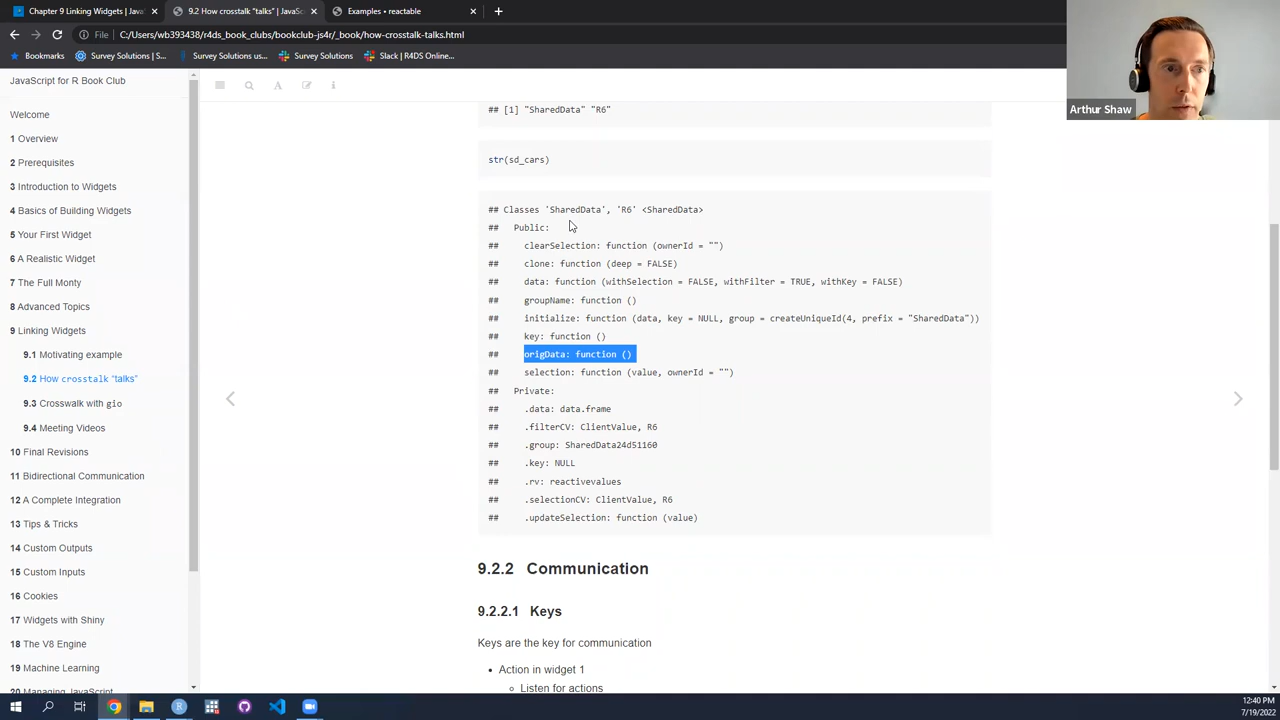 Chapter 9 Linking Widgets | Java
9.2 How crosstalk "talks" | JavaSc
Examples • reactable
File
C:/Users/wb393438/r4ds_book_clubs/bookclub-js4r/_book/how-crosstalk-talks.html
Bookmarks
Survey Solutions | S...
Survey Solutions us...
Survey Solutions
Slack | R4DS Online...
Arthur Shaw
JavaScript for R Book Club
Welcome
1 Overview
2 Prerequisites
3 Introduction to Widgets
4 Basics of Building Widgets
5 Your First Widget
6 A Realistic Widget
7 The Full Monty
8 Advanced Topics
9 Linking Widgets
9.1 Motivating example
9.2 How crosstalk "talks"
9.3 Crosswalk with gio
9.4 Meeting Videos
10 Final Revisions
11 Bidirectional Communication
12 A Complete Integration
13 Tips & Tricks
14 Custom Outputs
15 Custom Inputs
16 Cookies
17 Widgets with Shiny
18 The V8 Engine
19 Machine Learning
20 Managing JavaScript
## [1] "SharedData" "R6"
str(sd_cars)
## Classes 'SharedData', 'R6' <SharedData>
## Public:
## clearSelection: function (ownerId = "")
## clone: function (deep = FALSE)
## data: function (withSelection = FALSE, withFilter = TRUE, withKey = FALSE)
## groupName: function ()
## initialize: function (data, key = NULL, group = createUniqueId(4, prefix = "SharedData"))
## key: function ()
## origData: function ()
## selection: function (value, ownerId = "")
## Private:
## .data: data.frame
## .filterCV: ClientValue, R6
## .group: SharedData24d51160
## .key: NULL
## .rv: reactivevalues
## .selectionCV: ClientValue, R6
## .updateSelection: function (value)
9.2.2 Communication
9.2.2.1 Keys
Keys are the key for communication
• Action in widget 1
○ Listen for actions
12:40 PM
7/19/2022